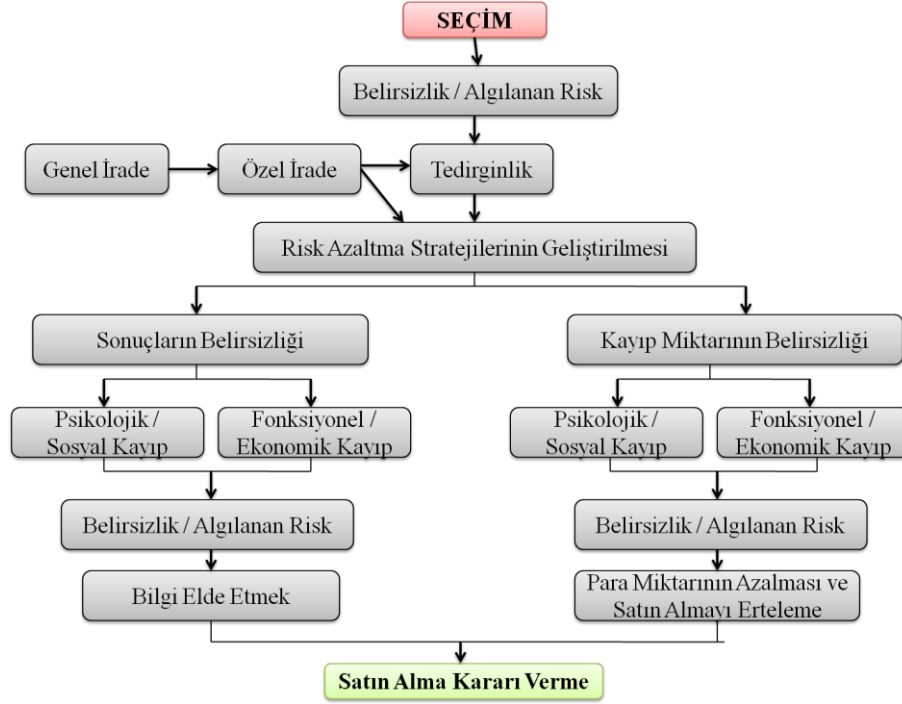 SEÇİM
Belirsizlik / Algılanan Risk
Genel İrade
Özel İrade
Tedirginlik
Risk Azaltma Stratejilerinin Geliştirilmesi
Sonuçların Belirsizliği
Kayıp Miktarının Belirsizliği
Psikolojik /
Sosyal Kayıp
Fonksiyonel /
Ekonomik Kayıp
Psikolojik /
Sosyal Kayıp
Fonksiyonel /
Ekonomik Kayıp
Belirsizlik / Algılanan Risk
Belirsizlik / Algılanan Risk
Bilgi Elde Etmek
Para Miktarının Azalması ve
Satın Almayı Erteleme
Satın Alma Kararı Verme